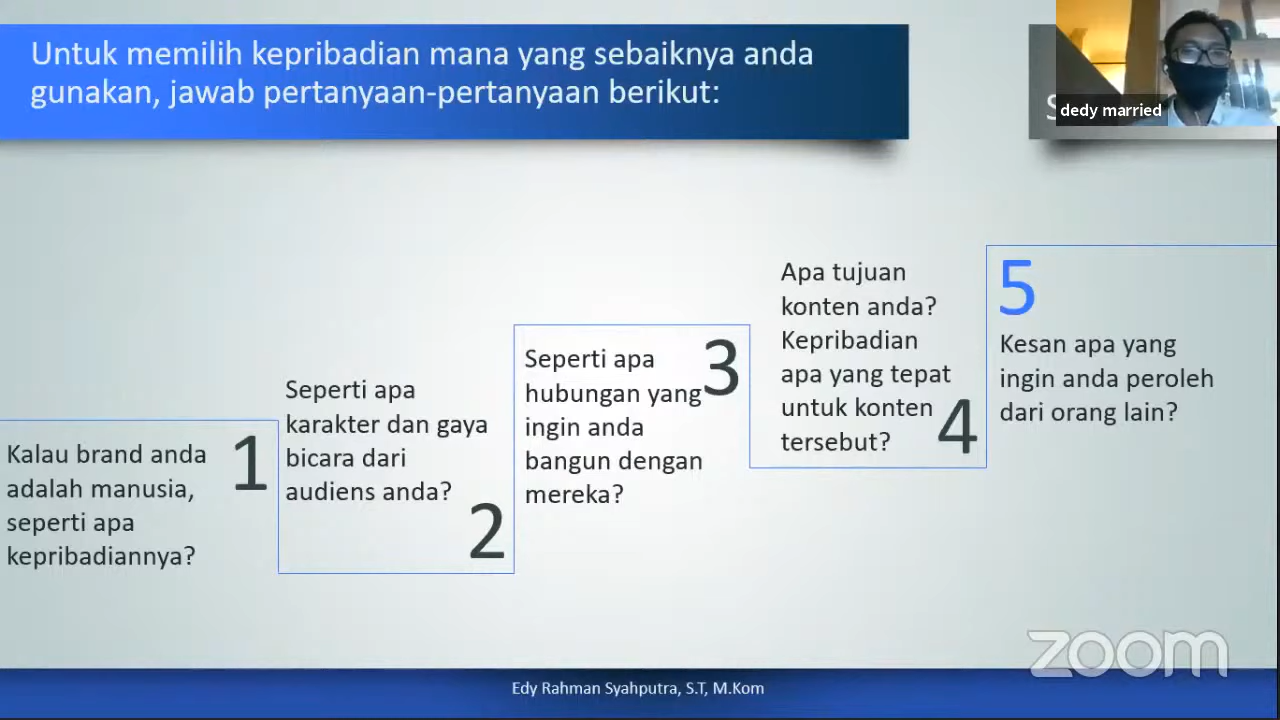 Untuk memilih kepribadian mana yang sebaiknya anda
gunakan, jawab pertanyaan-pertanyaan berikut:
dedy married
Kalau brand anda
adalah manusia,
seperti apa
kepribadiannya?
1
Seperti apa
karakter dan gaya
bicara dari
audiens anda?
2
Seperti apa
hubungan yang
ingin anda
bangun dengan
mereka?
3
Apa tujuan
konten anda?
Kepribadian
apa yang tepat
untuk konten
tersebut?
4
5
Kesan apa yang
ingin anda peroleh
dari orang lain?
zoom
Edy Rahman Syahputra, S.T, M.Kom